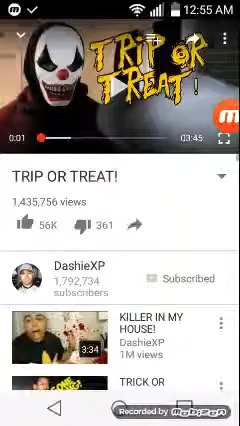 12:55 AM
TRIP OR
TREAT!
0:01
03:45
TRIP OR TREAT!
1,435,756 views
56K
361
DashieXP
1,792,734
subscribers
Subscribed
3:34
KILLER IN MY
HOUSE!
DashieXP
1M views
TRICK OR
Recorded by MOBIZEN